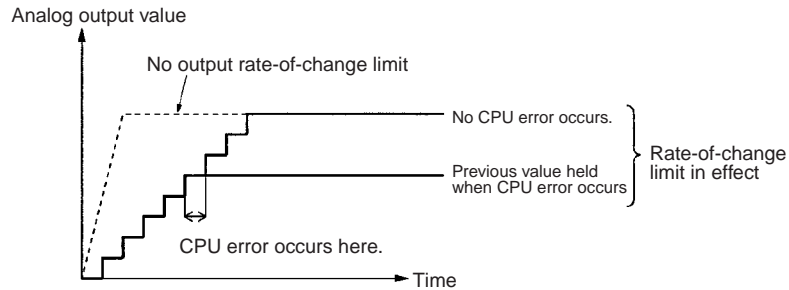 Analog output value
No output rate-of-change limit
No CPU error occurs.
Previous value held
when CPU error occurs
Rate-of-change
limit in effect
CPU error occurs here.
Time